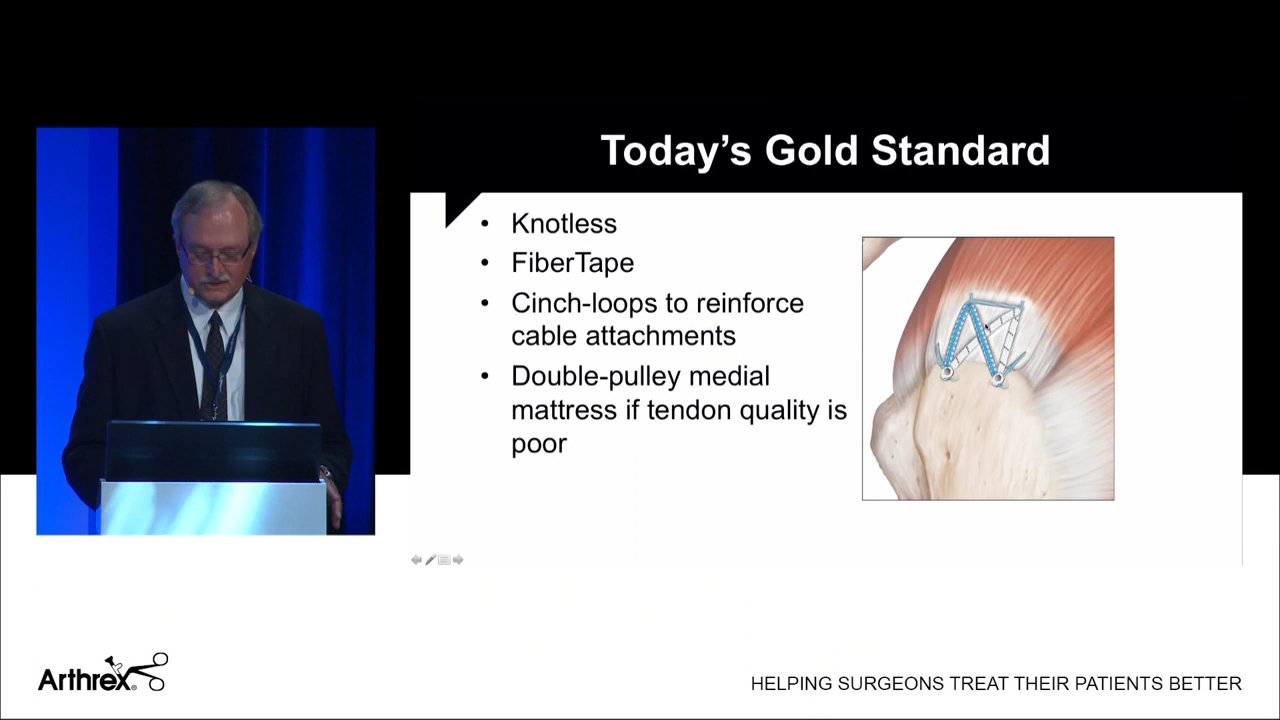 Today's Gold Standard
• Knotless
• FiberTape
• Cinch-loops to reinforce
cable attachments
• Double-pulley medial
mattress if tendon quality is
poor
Arthrex®
HELPING SURGEONS TREAT THEIR PATIENTS BETTER